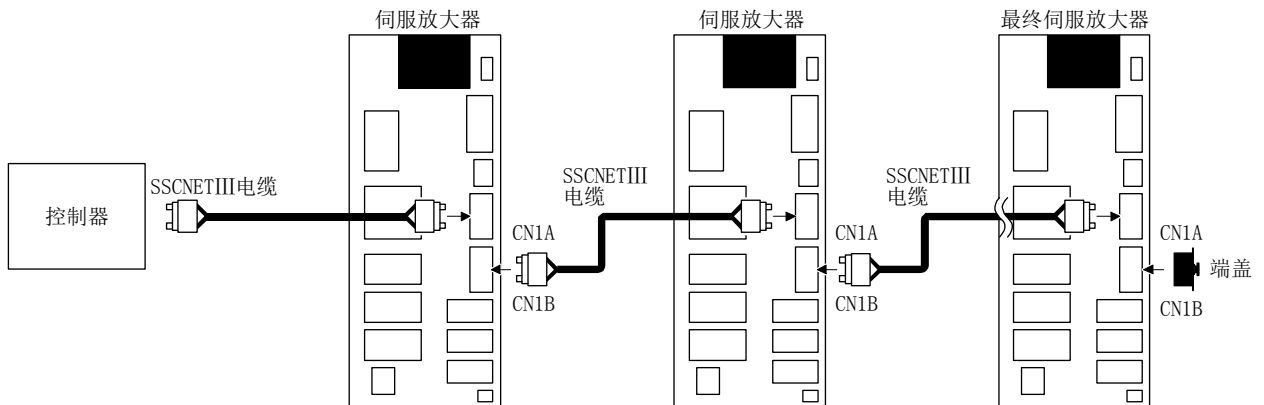 伺服放大器
伺服放大器
最终伺服放大器
控制器
SSCNETⅢ电缆
SSCNETⅢ
电缆
SSCNETⅢ
电缆
CN1A
CN1B
CN1A
CN1B
CN1A
CN1B
端盖